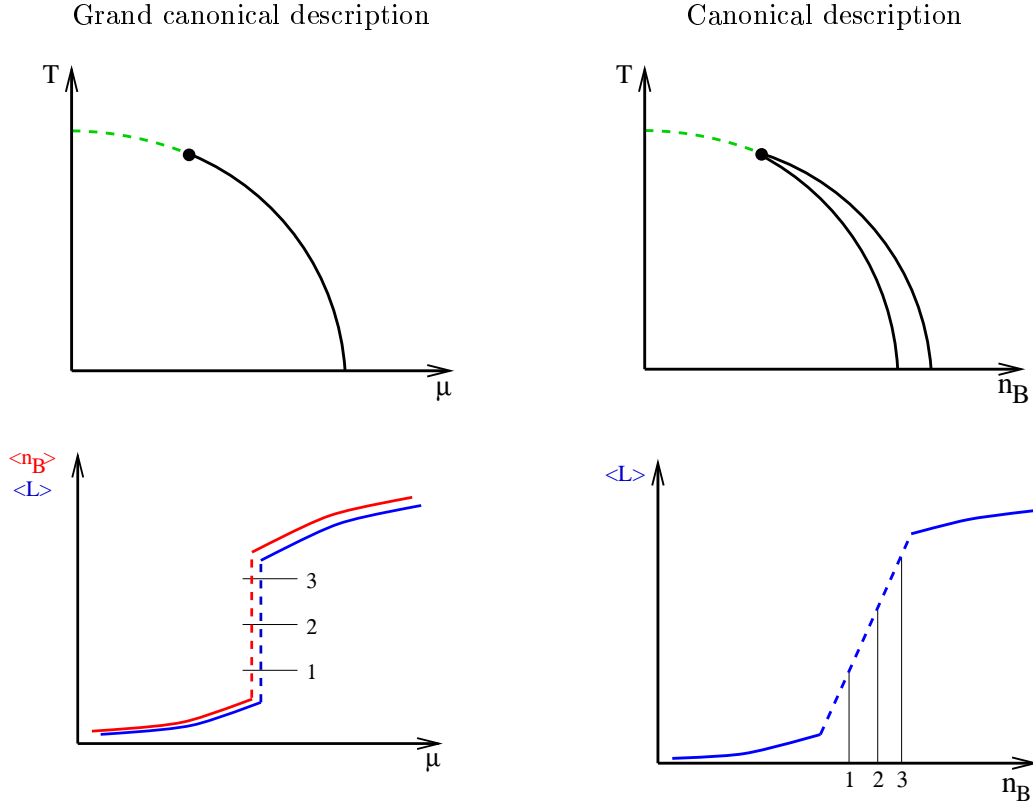 Grand canonical description
Canonical description
T
μ
T
n_B
<n_B>
<L>
3
2
1
μ
<L>
1 2 3
n_B